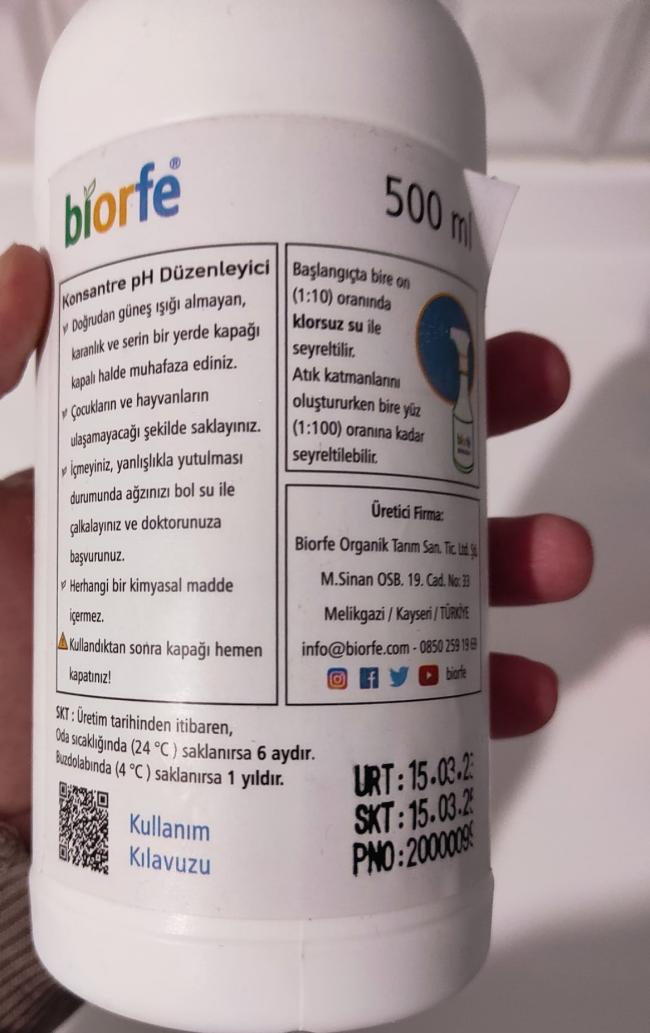 biorfe®
500 ml
Konsantre pH Düzenleyici
Doğrudan güneş ışığı almayan,
karanlık ve serin bir yerde kapağı
kapalı halde muhafaza ediniz.
Çocukların ve hayvanların
ulaşamayacağı şekilde saklayınız.
İçmeyiniz, yanlışlıkla yutulması
durumunda ağzınızı bol su ile
çalkalayınız ve doktorunuza
başvurunuz.
Herhangi bir kimyasal madde
içermez.
Kullandıktan sonra kapağı hemen
kapatınız!
Başlangıçta bire on
(1:10) oranında
klorsuz su ile
seyreltilir.
Atık katmanlarını
oluştururken bire yüz
(1:100) oranına kadar
seyreltilebilir.
Üretici Firma:
Biorfe Organik Tarım San. Tic. Ltd. Şti.
M.Sinan OSB. 19. Cad. No: 33
Melikgazi / Kayseri / TÜRKİYE
info@biorfe.com - 0850 259 19 69
biorfe
SKT : Üretim tarihinden itibaren,
Oda sıcaklığında (24 °C ) saklanırsa 6 aydır.
Buzdolabında (4 °C ) saklanırsa 1 yıldır.
Kullanım
Kılavuzu
URT: 15.03.2
SKT: 15.03.2
PNO: 2000009